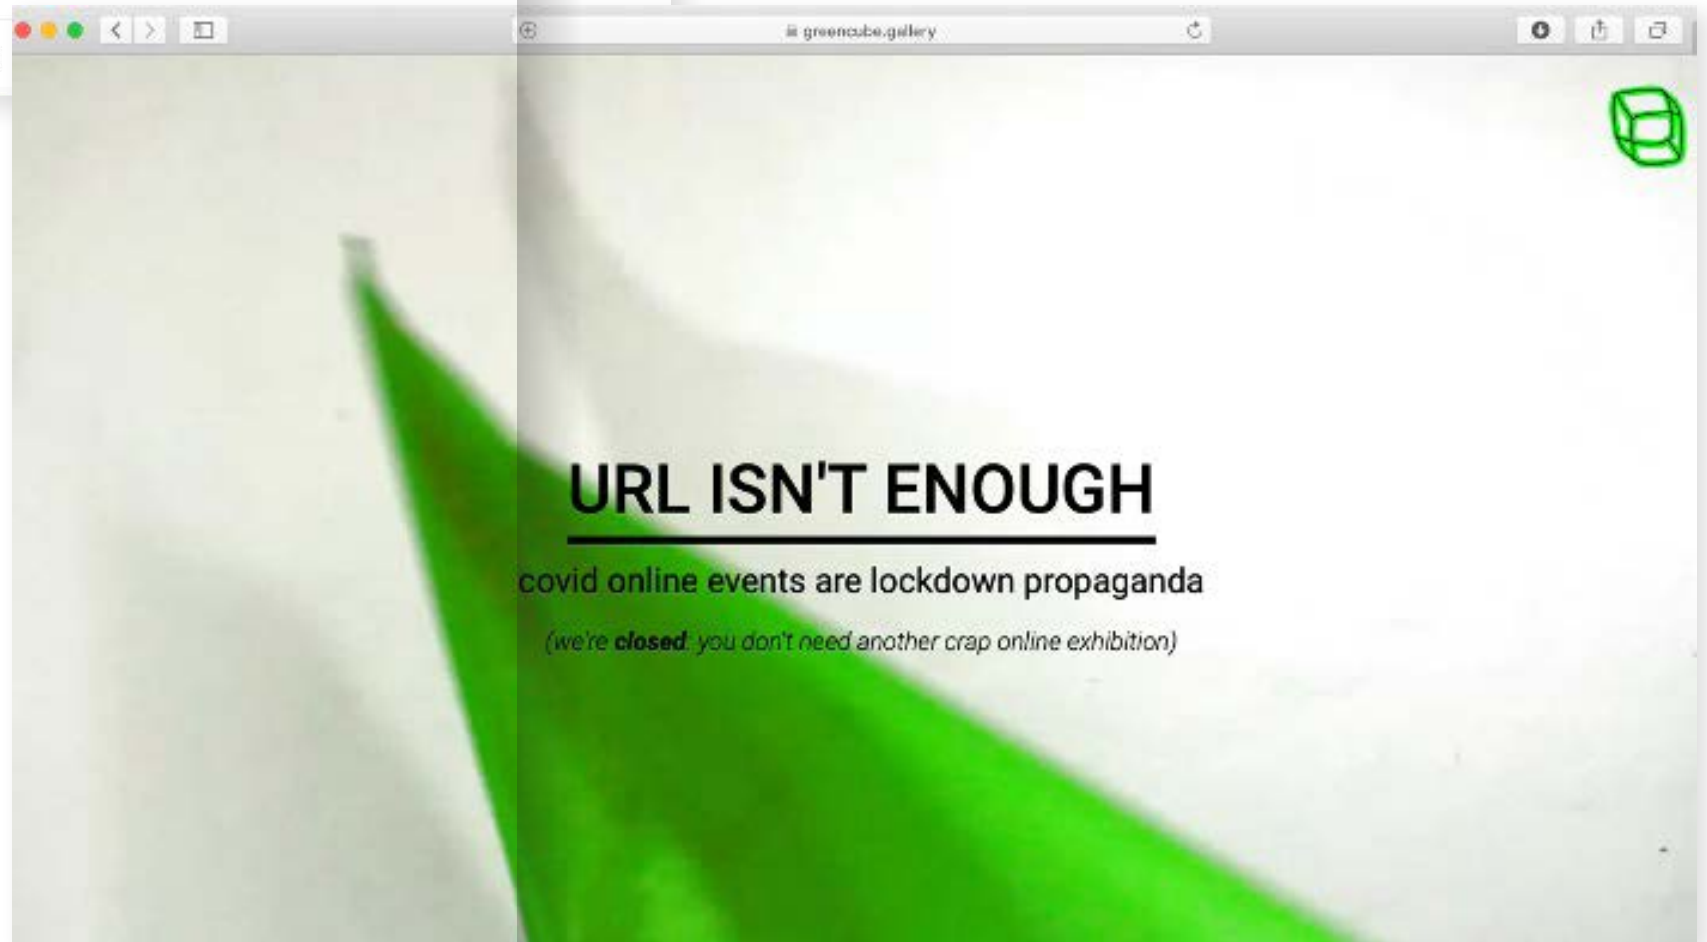 greencube.gallery
URL ISN'T ENOUGH
covid online events are lockdown propaganda
(we're closed: you don't need another crap online exhibition)